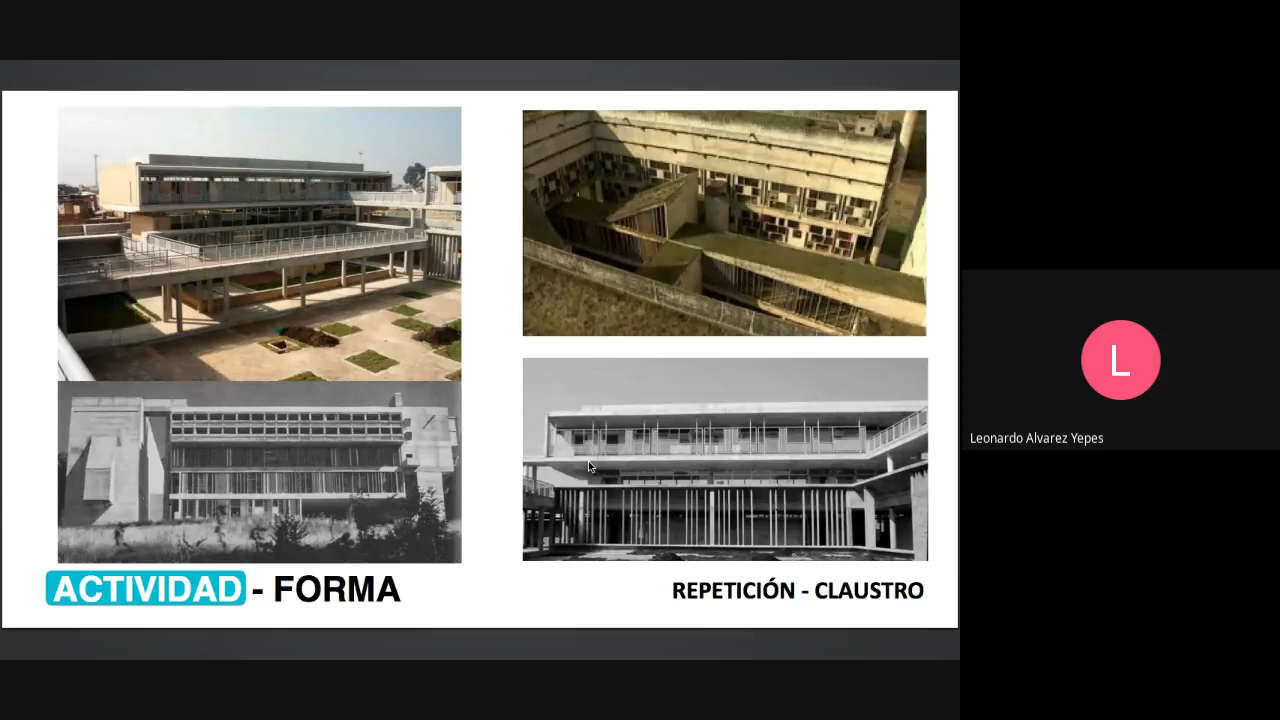 ACTIVIDAD - FORMA
REPETICIÓN - CLAUSTRO
L
Leonardo Alvarez Yepes